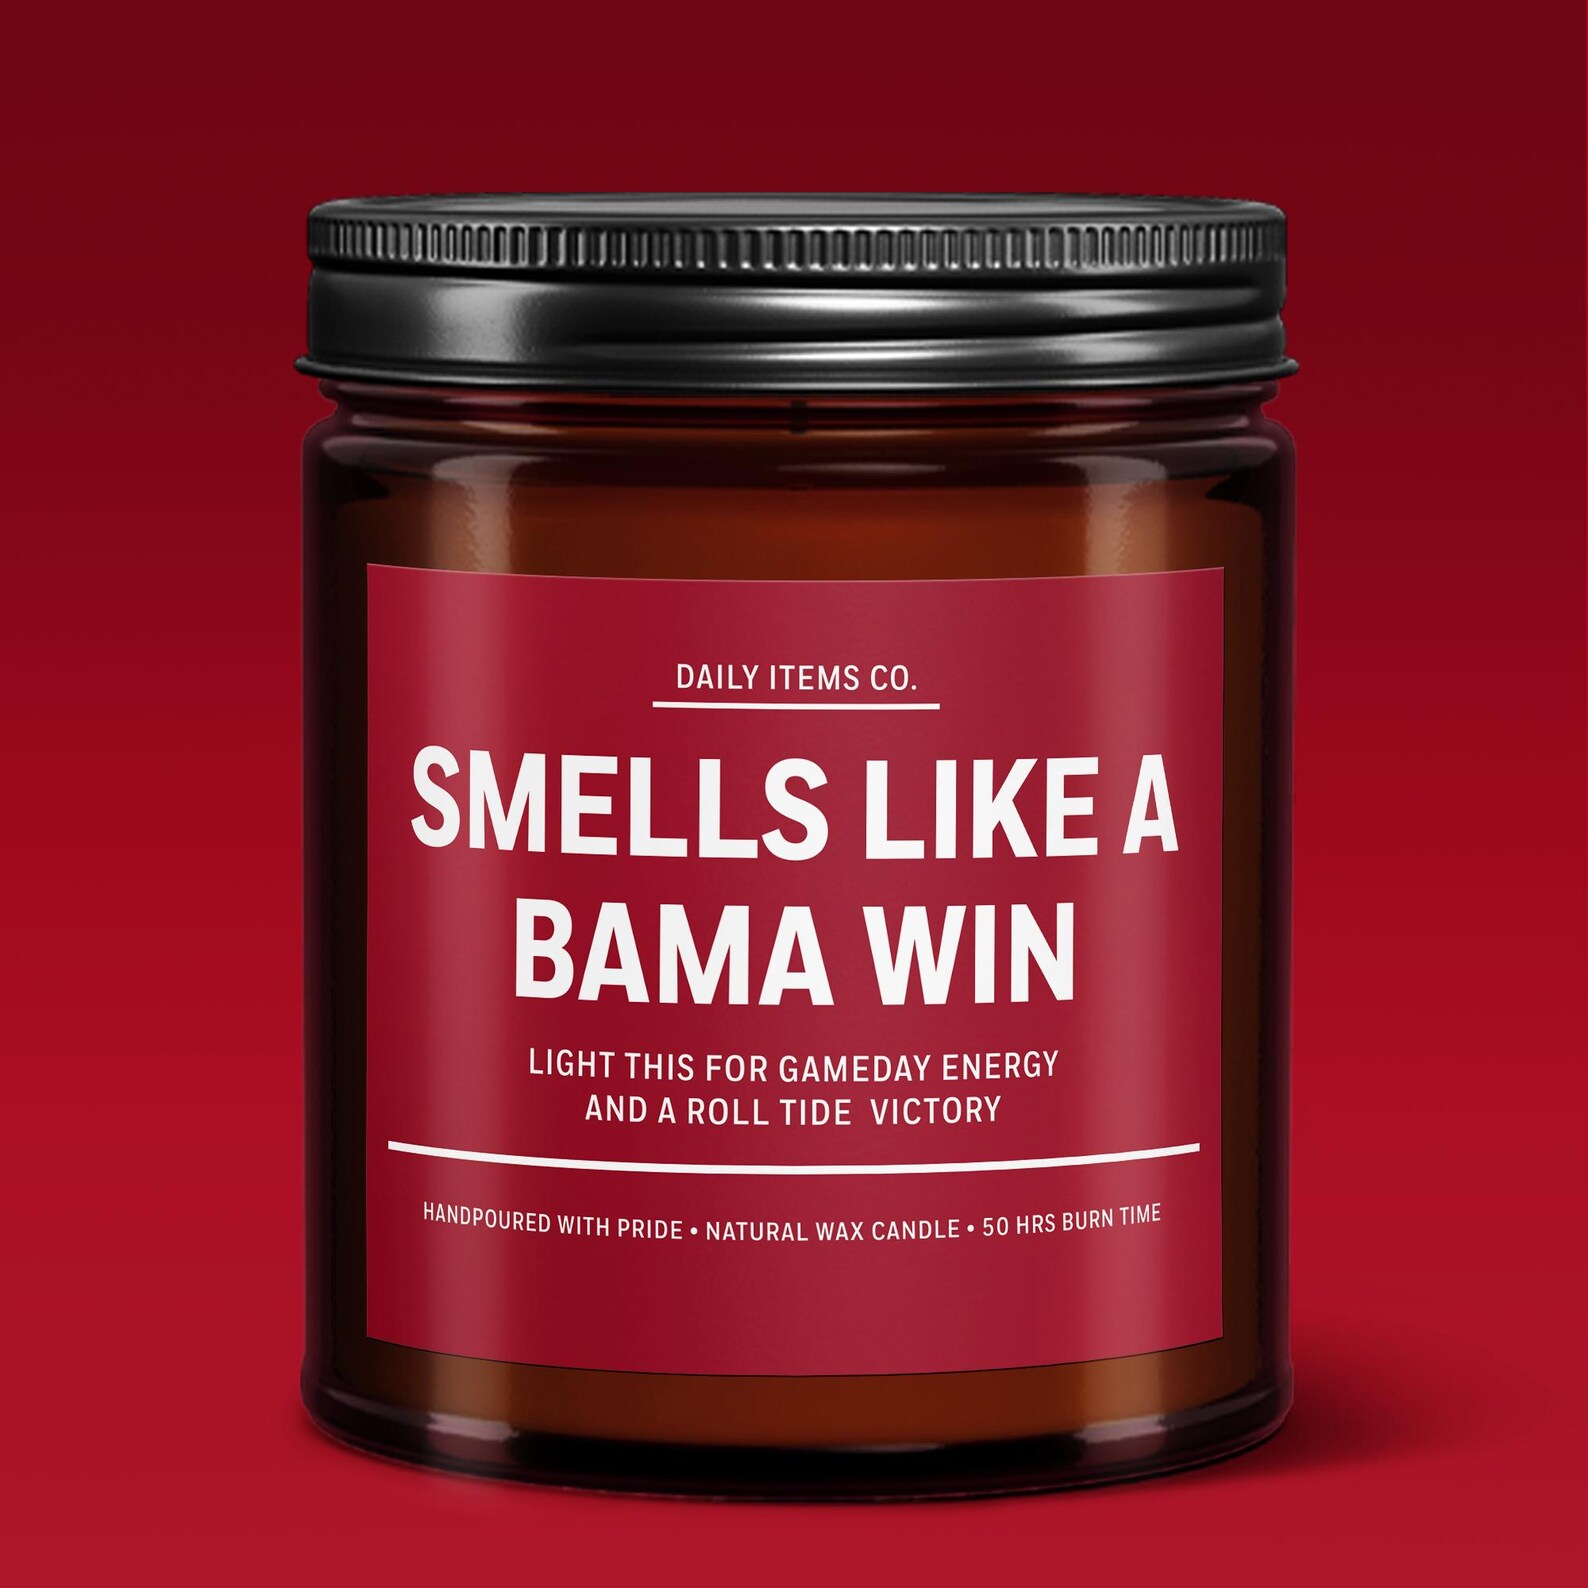 DAILY ITEMS CO.
SMELLS LIKE A
BAMA WIN
LIGHT THIS FOR GAMEDAY ENERGY
AND A ROLL TIDE VICTORY
HANDPOURED WITH PRIDE • NATURAL WAX CANDLE • 50 HRS BURN TIME